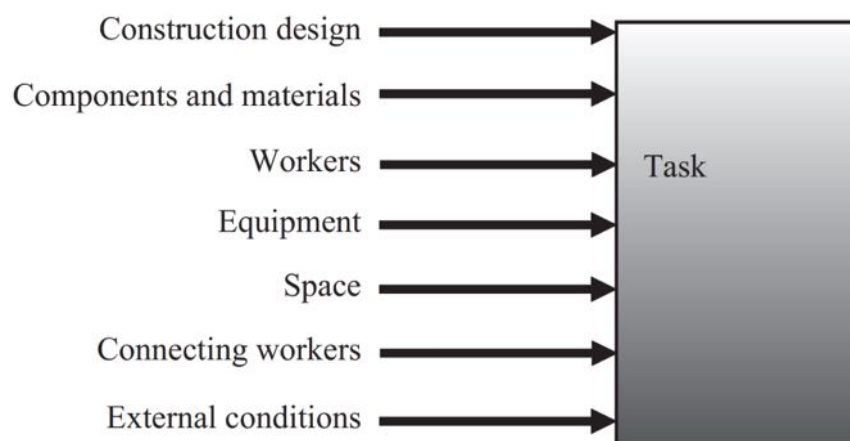 Construction design
Components and materials
Workers
Task
Equipment
Space
Connecting workers
External conditions